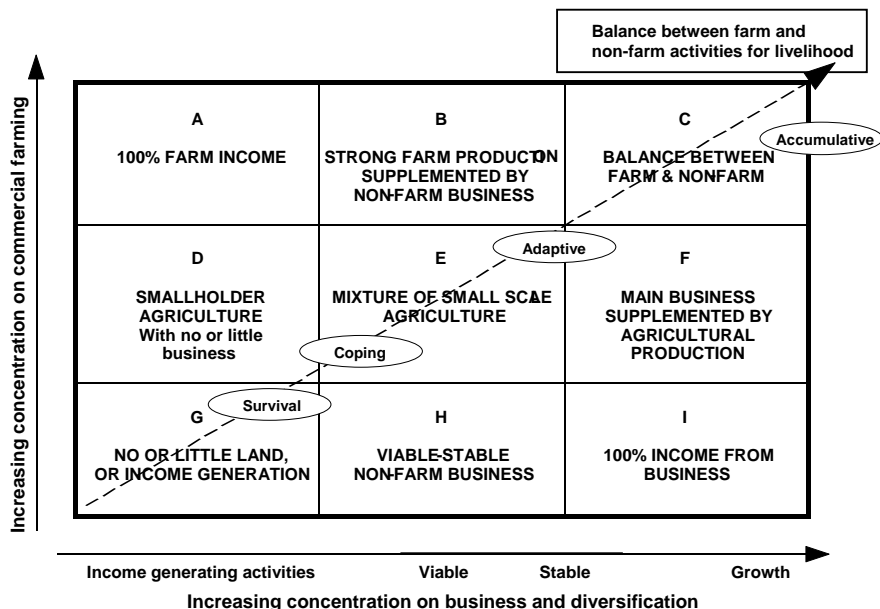 Balance between farm and
non-farm activities for livelihood
Increasing concentration on commercial farming
A
100% FARM INCOME
B
STRONG FARM PRODUCTION
SUPPLEMENTED BY
NON-FARM BUSINESS
C
BALANCE BETWEEN
FARM & NON-FARM
Accumulative
D
SMALLHOLDER
AGRICULTURE
With no or little
business
E
MIXTURE OF SMALL SCALE
AGRICULTURE
Adaptive
F
MAIN BUSINESS
SUPPLEMENTED BY
AGRICULTURAL
PRODUCTION
Coping
Survival
G
NO OR LITTLE LAND,
OR INCOME GENERATION
H
VIABLE-STABLE
NON-FARM BUSINESS
I
100% INCOME FROM
BUSINESS
Income generating activities Viable Stable Growth
Increasing concentration on business and diversification